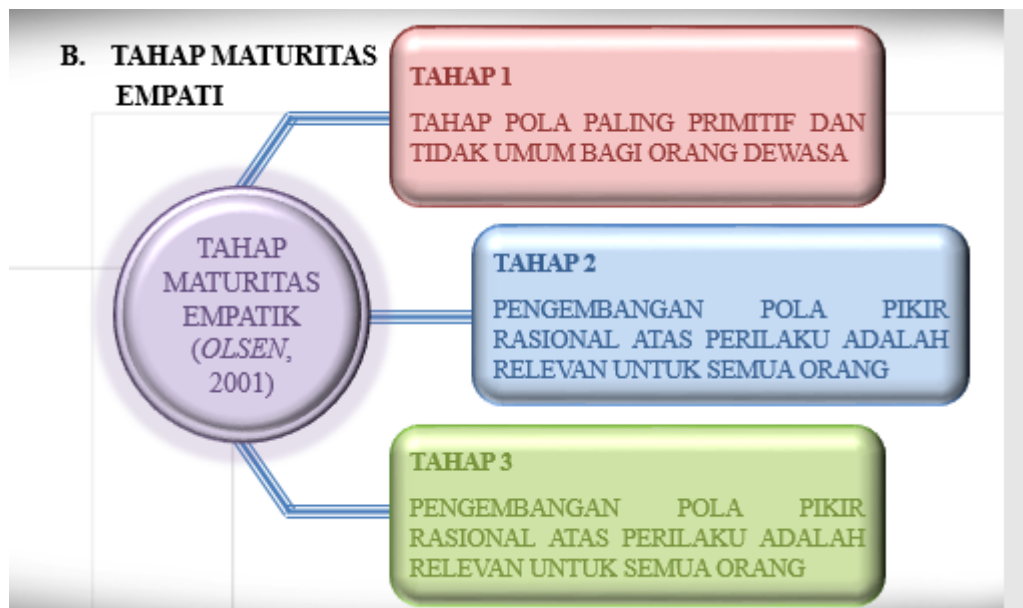 B. TAHAP MATURITAS
EMPATI
TAHAP
MATURITAS
EMPATIK
(OLSEN,
2001)
TAHAP 1
TAHAP POLA PALING PRIMITIF DAN
TIDAK UMUM BAGI ORANG DEWASA
TAHAP 2
PENGEMBANGAN POLA PIKIR
RASIONAL ATAS PERILAKU ADALAH
RELEVAN UNTUK SEMUA ORANG
TAHAP 3
PENGEMBANGAN POLA PIKIR
RASIONAL ATAS PERILAKU ADALAH
RELEVAN UNTUK SEMUA ORANG